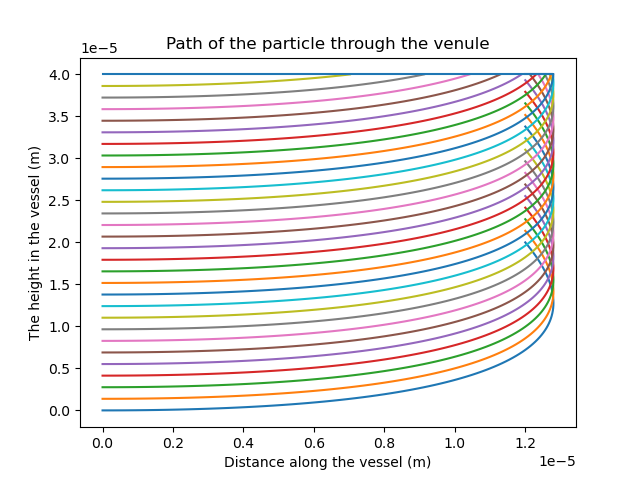 Path of the particle through the venule
1e−5
4.0
3.5
3.0
2.5
2.0
1.5
1.0
0.5
0.0
The height in the vessel (m)
0.0 0.2 0.4 0.6 0.8 1.0 1.2
1e−5
Distance along the vessel (m)